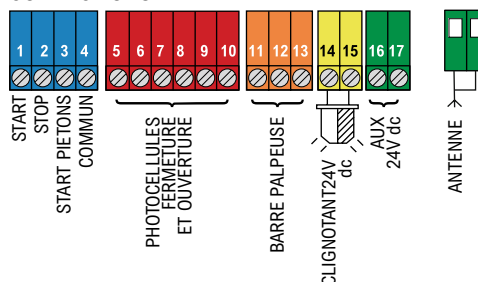 1 2 3 4 5 6 7 8 9 10 11 12 13 14 15 16 17
START
STOP
START PIETONS
COMMUN
PHOTOCELLULES
FERMETURE
ET OUVERTURE
BARRE PALPEUSE
CLIGNOTANT24V
dc
AUX
24V dc
ANTENNE